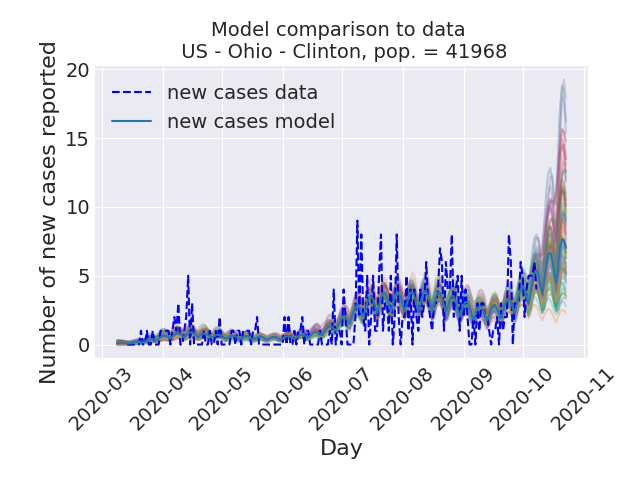 Model comparison to data
US - Ohio - Clinton, pop. = 41968
Number of new cases reported
20
15
10
5
0
new cases data
new cases model
2020-03
2020-04
2020-05
2020-06
2020-07
2020-08
2020-09
2020-10
2020-11
Day